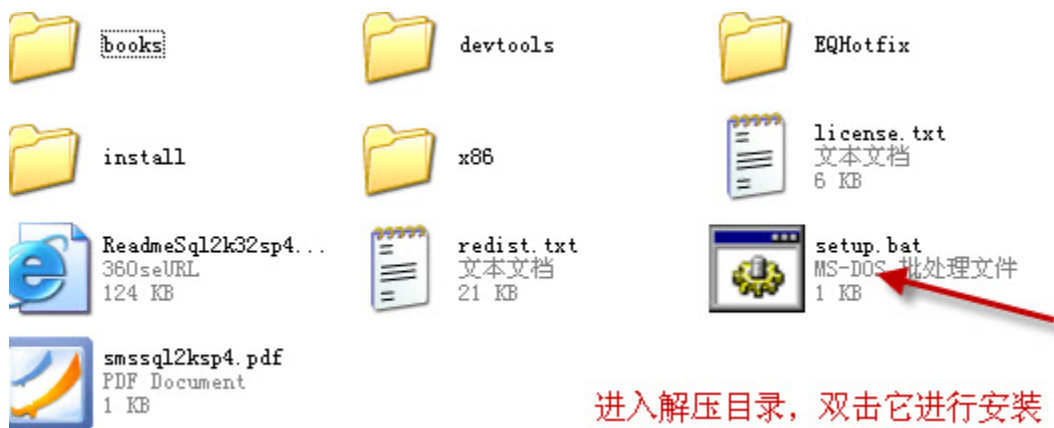 books
devtools
EQHotfix
install
x86
license.txt
文本文档
6 KB
ReadmeSql2k32sp4...
360seURL
124 KB
redist.txt
文本文档
21 KB
setup.bat
MS-DOS 批处理文件
1 KB
smssql2ksp4.pdf
PDF Document
1 KB
进入解压目录，双击它进行安装